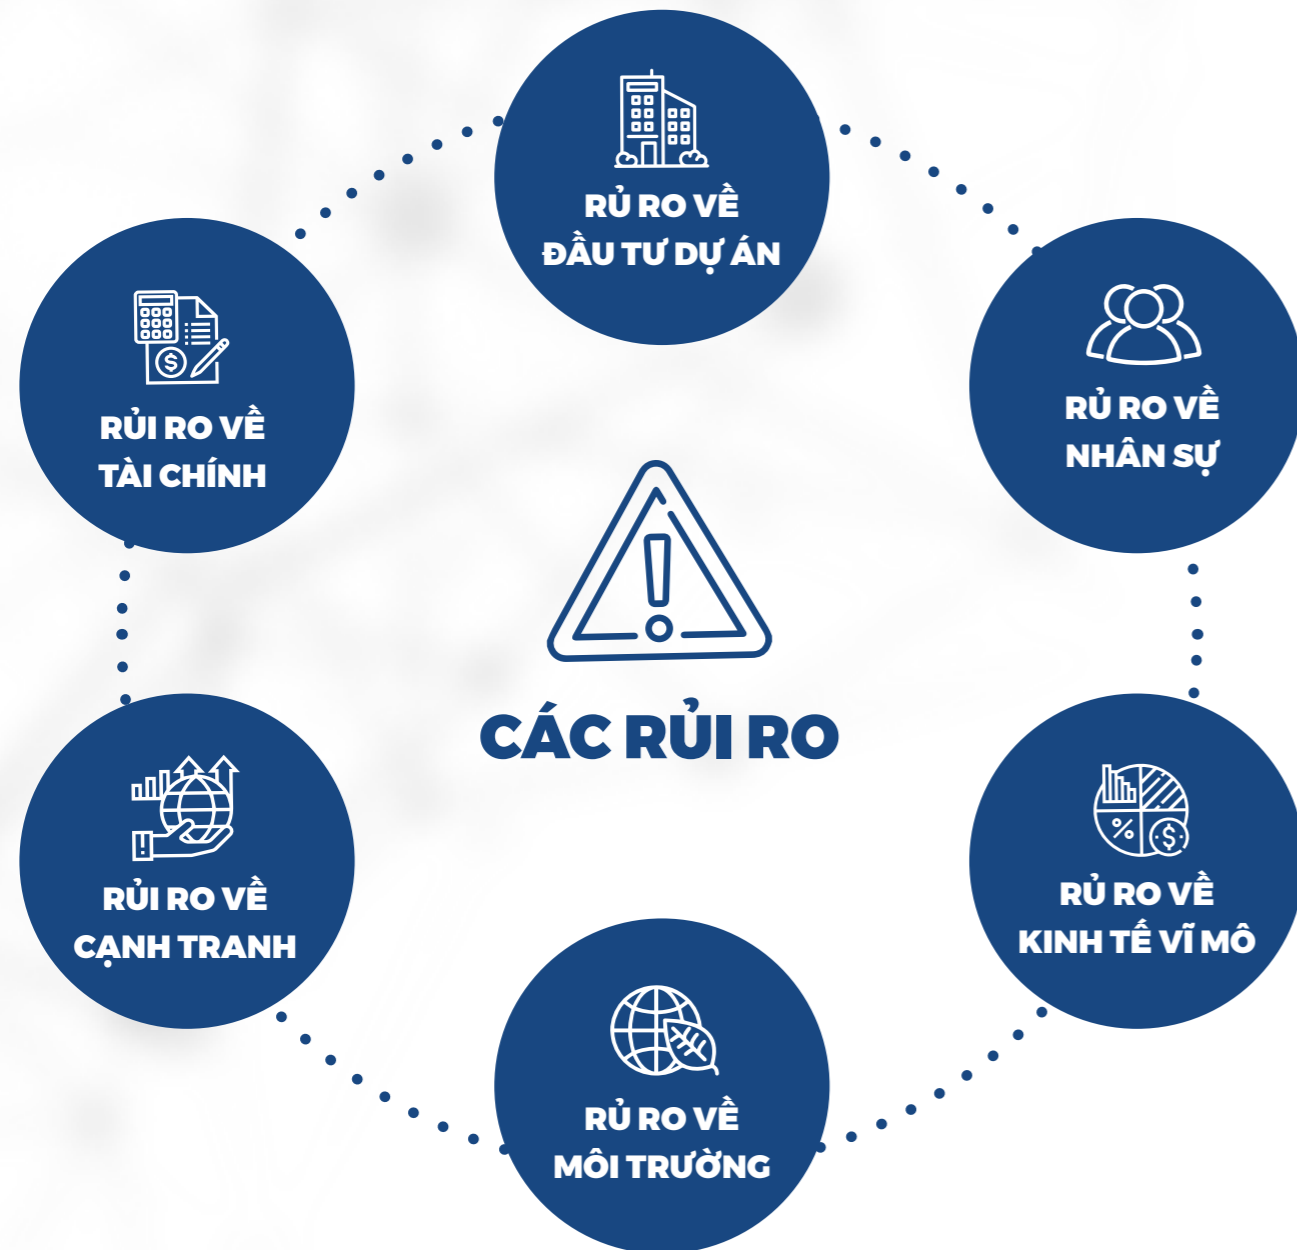 RỦ RO VỀ
ĐẦU TƯ DỰ ÁN
RỦI RO VỀ
TÀI CHÍNH
RỦ RO VỀ
NHÂN SỰ
CÁC RỦI RO
RỦI RO VỀ
CẠNH TRANH
RỦ RO VỀ
KINH TẾ VĨ MÔ
RỦ RO VỀ
MÔI TRƯỜNG